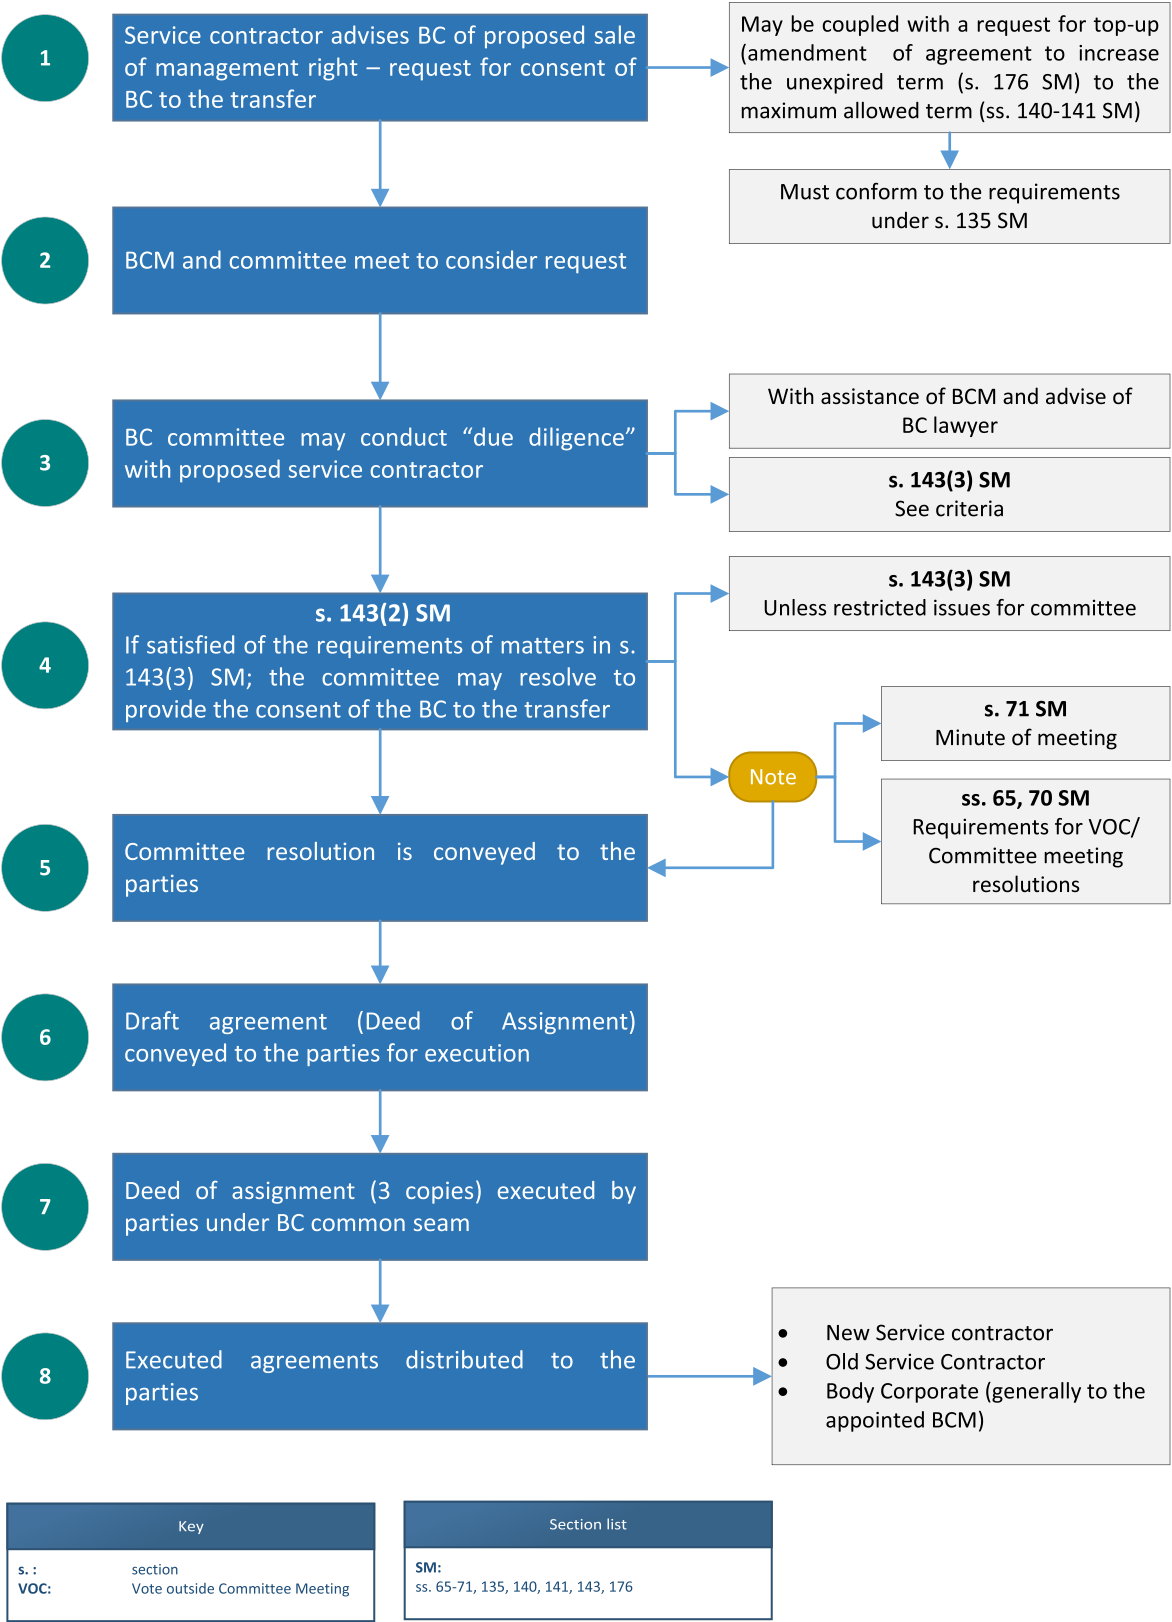 1
Service contractor advises BC of proposed sale
of management right – request for consent of
BC to the transfer
May be coupled with a request for top-up
(amendment of agreement to increase
the unexpired term (s. 176 SM) to the
maximum allowed term (ss. 140-141 SM)
Must conform to the requirements
under s. 135 SM
2
BCM and committee meet to consider request
3
BC committee may conduct “due diligence”
with proposed service contractor
With assistance of BCM and advise of
BC lawyer
s. 143(3) SM
See criteria
4
s. 143(2) SM
If satisfied of the requirements of matters in s.
143(3) SM; the committee may resolve to
provide the consent of the BC to the transfer
s. 143(3) SM
Unless restricted issues for committee
Note
s. 71 SM
Minute of meeting
ss. 65, 70 SM
Requirements for VOC/
Committee meeting
resolutions
5
Committee resolution is conveyed to the
parties
6
Draft agreement (Deed of Assignment)
conveyed to the parties for execution
7
Deed of assignment (3 copies) executed by
parties under BC common seam
8
Executed agreements distributed to the
parties
• New Service contractor
• Old Service Contractor
• Body Corporate (generally to the
appointed BCM)
Key
s. : section
VOC: Vote outside Committee Meeting
Section list
SM:
ss. 65-71, 135, 140, 141, 143, 176